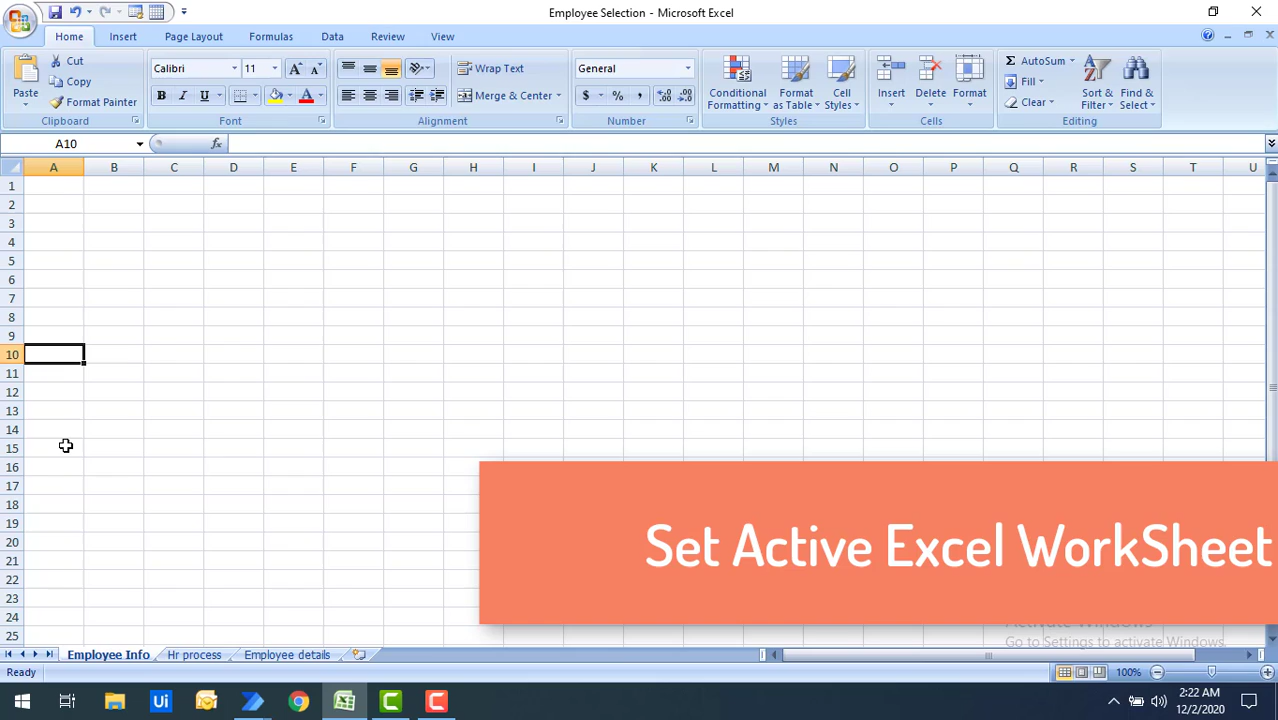 Employee Selection - Microsoft Excel
Home Insert Page Layout Formulas Data Review View
Paste
Cut
Copy
Format Painter
Clipboard
Calibri 11
B I U
Font
Wrap Text
Merge & Center
Alignment
General
$ % ,
Number
Conditional Formatting
Format as Table
Cell Styles
Styles
Insert
Delete
Format
Cells
Σ AutoSum
Fill
Clear
Sort & Filter
Find & Select
Editing
A10 fx
A B C D E F G H I J K L M N O P Q R S T U
1
2
3
4
5
6
7
8
9
10
11
12
13
14
15
16
17
18
19
20
21
22
23
24
25
Set Active Excel WorkSheet
Activate Windows
Go to Settings to activate Windows.
Employee Info Hr process Employee details
Ready 100%
Ui
2:22 AM
12/2/2020